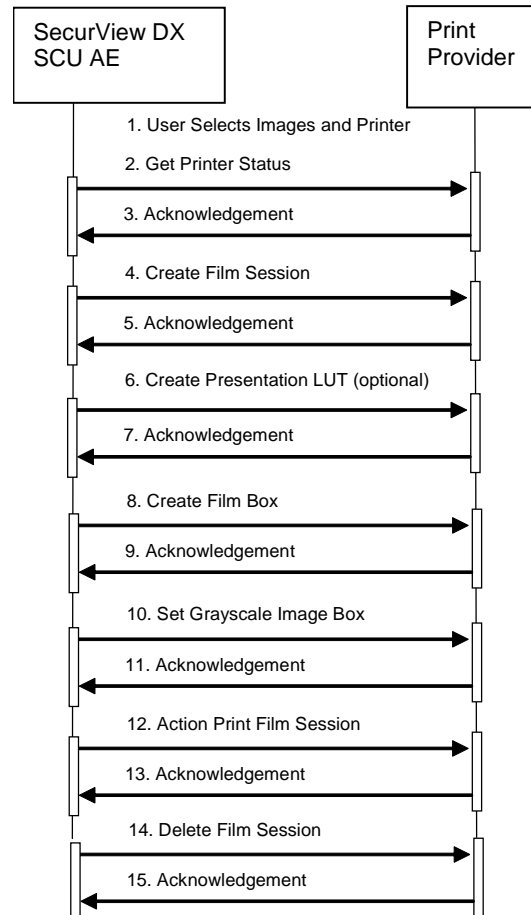 SecurView DX
SCU AE
Print
Provider
1. User Selects Images and Printer
2. Get Printer Status
3. Acknowledgement
4. Create Film Session
5. Acknowledgement
6. Create Presentation LUT (optional)
7. Acknowledgement
8. Create Film Box
9. Acknowledgement
10. Set Grayscale Image Box
11. Acknowledgement
12. Action Print Film Session
13. Acknowledgement
14. Delete Film Session
15. Acknowledgement